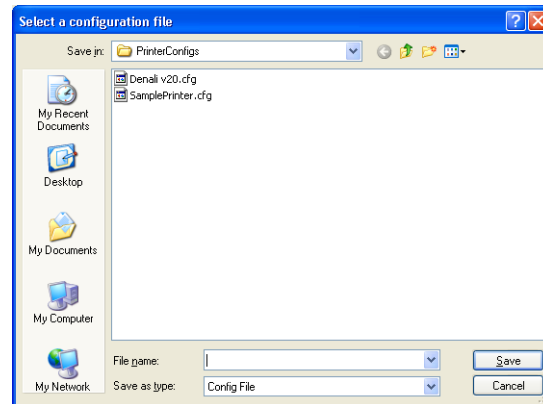 Select a configuration file
Save in:
PrinterConfigs
My Recent
Documents
Desktop
My Documents
My Computer
My Network
Denali v20.cfg
SamplePrinter.cfg
File name:
Save
Save as type:
Config File
Cancel